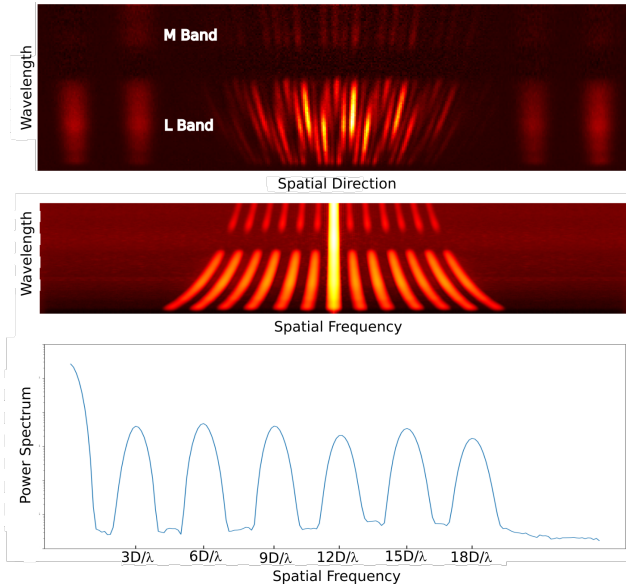 M Band
Wavelength
L Band
Spatial Direction
Wavelength
Spatial Frequency
Power Spectrum
3D/λ 6D/λ 9D/λ 12D/λ 15D/λ 18D/λ
Spatial Frequency